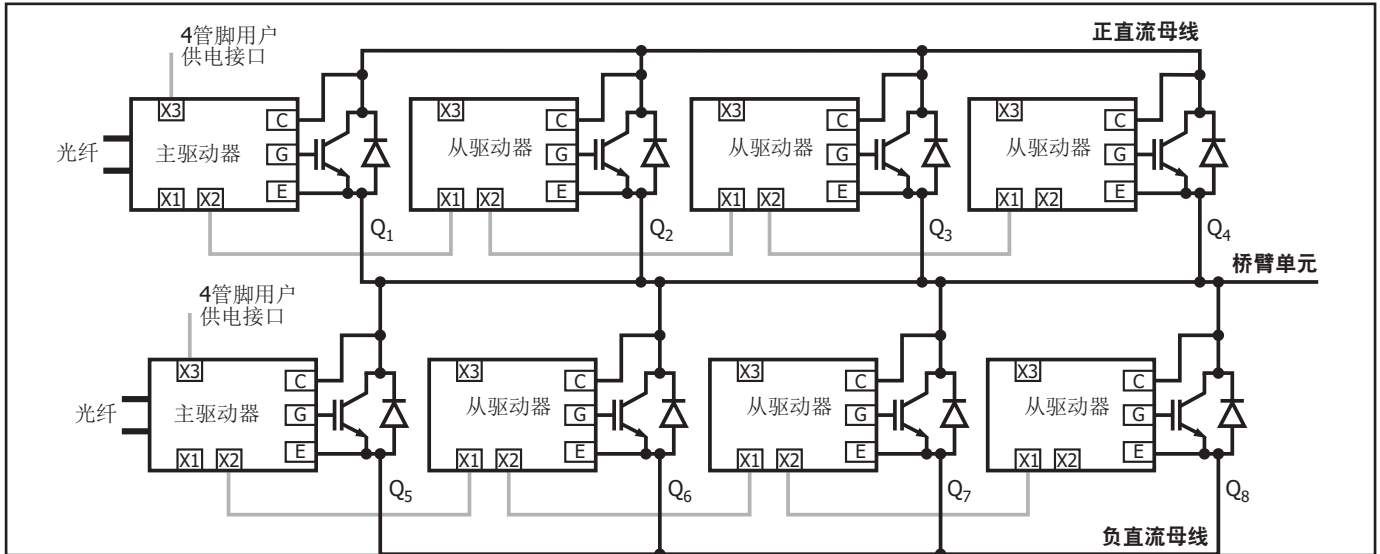 4管脚用户
供电接口
正直流母线
X3
C
X3
C
X3
C
X3
C
光纤
主驱动器
G
从驱动器
G
从驱动器
G
从驱动器
G
X1
X2
E
X1
X2
E
X1
X2
E
X1
X2
E
Q1
Q2
Q3
Q4
桥臂单元
4管脚用户
供电接口
X3
C
X3
C
X3
C
X3
C
光纤
主驱动器
G
从驱动器
G
从驱动器
G
从驱动器
G
X1
X2
E
X1
X2
E
X1
X2
E
X1
X2
E
Q5
Q6
Q7
Q8
负直流母线